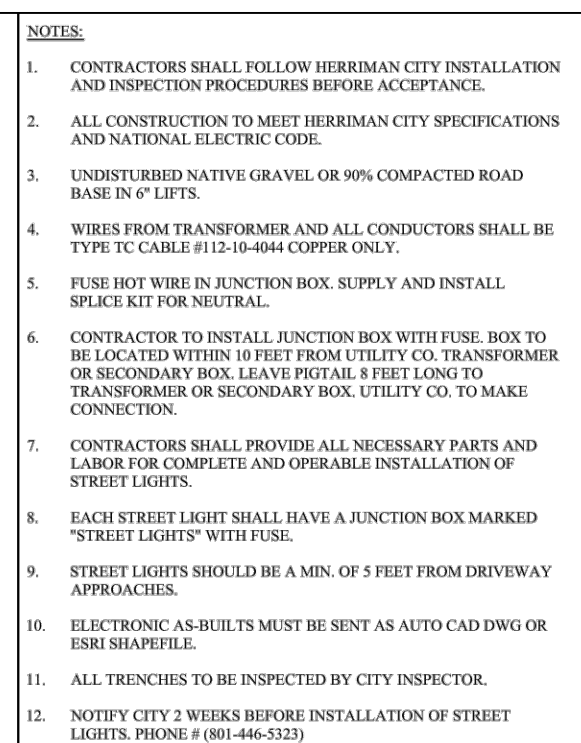 NOTES:
1. CONTRACTORS SHALL FOLLOW HERRIMAN CITY INSTALLATION
AND INSPECTION PROCEDURES BEFORE ACCEPTANCE.
2. ALL CONSTRUCTION TO MEET HERRIMAN CITY SPECIFICATIONS
AND NATIONAL ELECTRIC CODE.
3. UNDISTURBED NATIVE GRAVEL OR 90% COMPACTED ROAD
BASE IN 6" LIFTS.
4. WIRES FROM TRANSFORMER AND ALL CONDUCTORS SHALL BE
TYPE TC CABLE #112-10-4044 COPPER ONLY.
5. FUSE HOT WIRE IN JUNCTION BOX. SUPPLY AND INSTALL
SPLICE KIT FOR NEUTRAL.
6. CONTRACTOR TO INSTALL JUNCTION BOX WITH FUSE. BOX TO
BE LOCATED WITHIN 10 FEET FROM UTILITY CO. TRANSFORMER
OR SECONDARY BOX. LEAVE PIGTAIL 8 FEET LONG TO
TRANSFORMER OR SECONDARY BOX. UTILITY CO. TO MAKE
CONNECTION.
7. CONTRACTORS SHALL PROVIDE ALL NECESSARY PARTS AND
LABOR FOR COMPLETE AND OPERABLE INSTALLATION OF
STREET LIGHTS.
8. EACH STREET LIGHT SHALL HAVE A JUNCTION BOX MARKED
"STREET LIGHTS" WITH FUSE.
9. STREET LIGHTS SHOULD BE A MIN. OF 5 FEET FROM DRIVEWAY
APPROACHES.
10. ELECTRONIC AS-BUILTS MUST BE SENT AS AUTO CAD DWG OR
ESRI SHAPEFILE.
11. ALL TRENCHES TO BE INSPECTED BY CITY INSPECTOR.
12. NOTIFY CITY 2 WEEKS BEFORE INSTALLATION OF STREET
LIGHTS. PHONE # (801-446-5323)